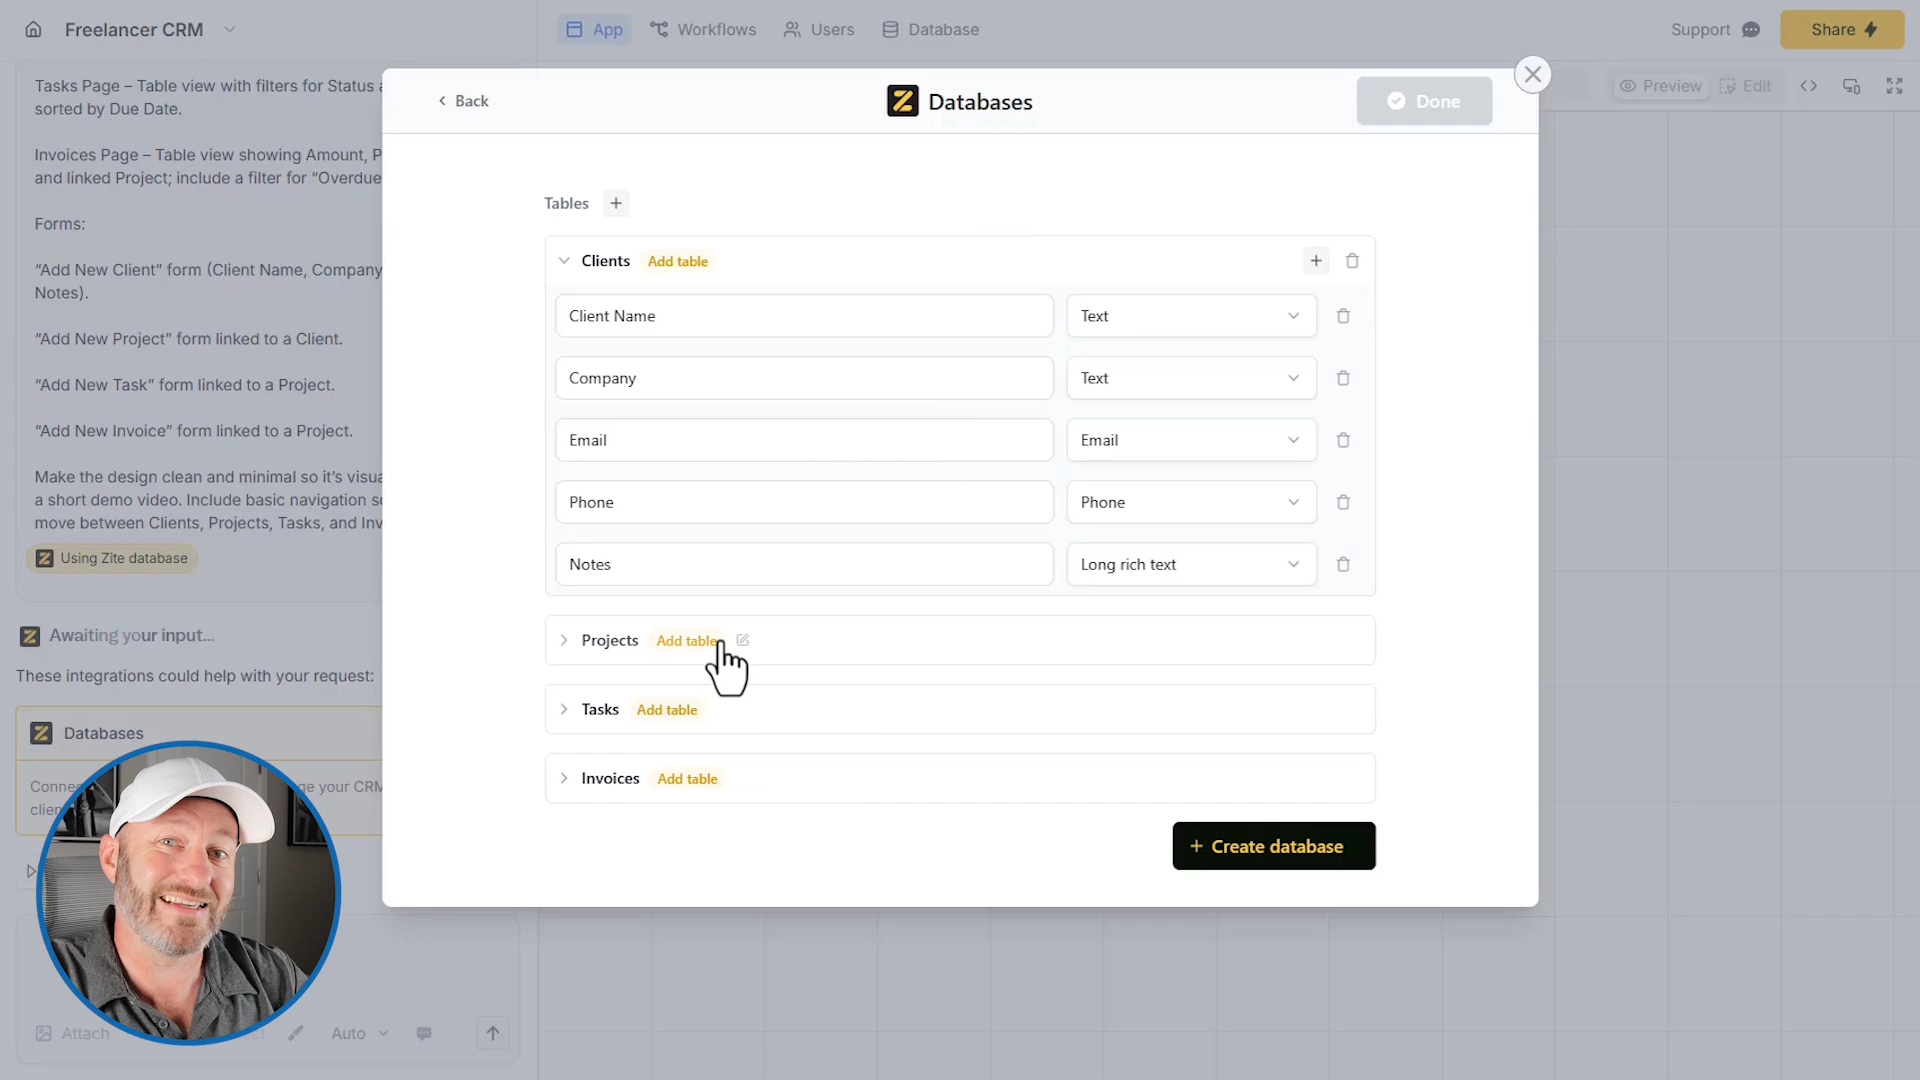 Freelancer CRM
App
Workflows
Users
Database
Support
Share
Preview
Edit
Tasks Page – Table view with filters for Status
sorted by Due Date.
Invoices Page – Table view showing Amount, P
and linked Project; include a filter for “Overdue
Forms:
“Add New Client” form (Client Name, Company
Notes).
“Add New Project” form linked to a Client.
“Add New Task” form linked to a Project.
“Add New Invoice” form linked to a Project.
Make the design clean and minimal so it’s visua
a short demo video. Include basic navigation s
move between Clients, Projects, Tasks, and Inv
Using Zite database
Awaiting your input...
These integrations could help with your request:
Databases
Connec
ge your CRM
clien
Attach
Auto
Back
Databases
Done
Tables
Clients Add table
Client Name Text
Company Text
Email Email
Phone Phone
Notes Long rich text
Projects Add table
Tasks Add table
Invoices Add table
+ Create database